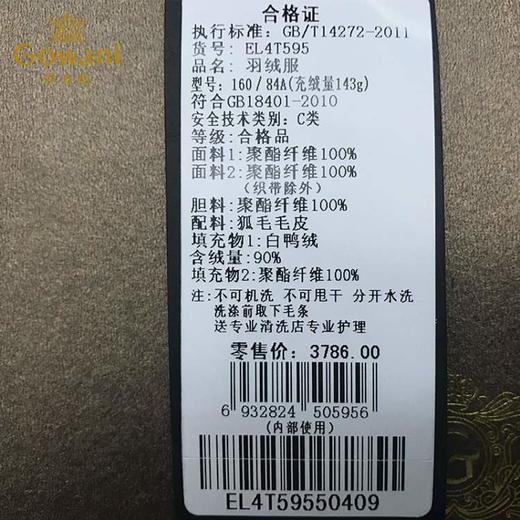 Gowani
合格证
执行标准: GB/T14272-2011
货号: EL4T595
品名: 羽绒服
型号: 160/84A(充绒量143g)
符合GB18401-2010
安全技术类别: C类
等级:合格品
面料1:聚酯纤维100%
面料2:聚酯纤维100%
(织带除外)
胆料:聚酯纤维100%
配料:狐毛毛皮
填充物1:白鸭绒
含绒量:90%
填充物2:聚酯纤维100%
注: 不可机洗 不可甩干 分开水洗
洗涤前取下毛条
送专业清洗店专业护理
零售价: 3786.00
6 932824 505956
(内部使用)
EL4T59550409